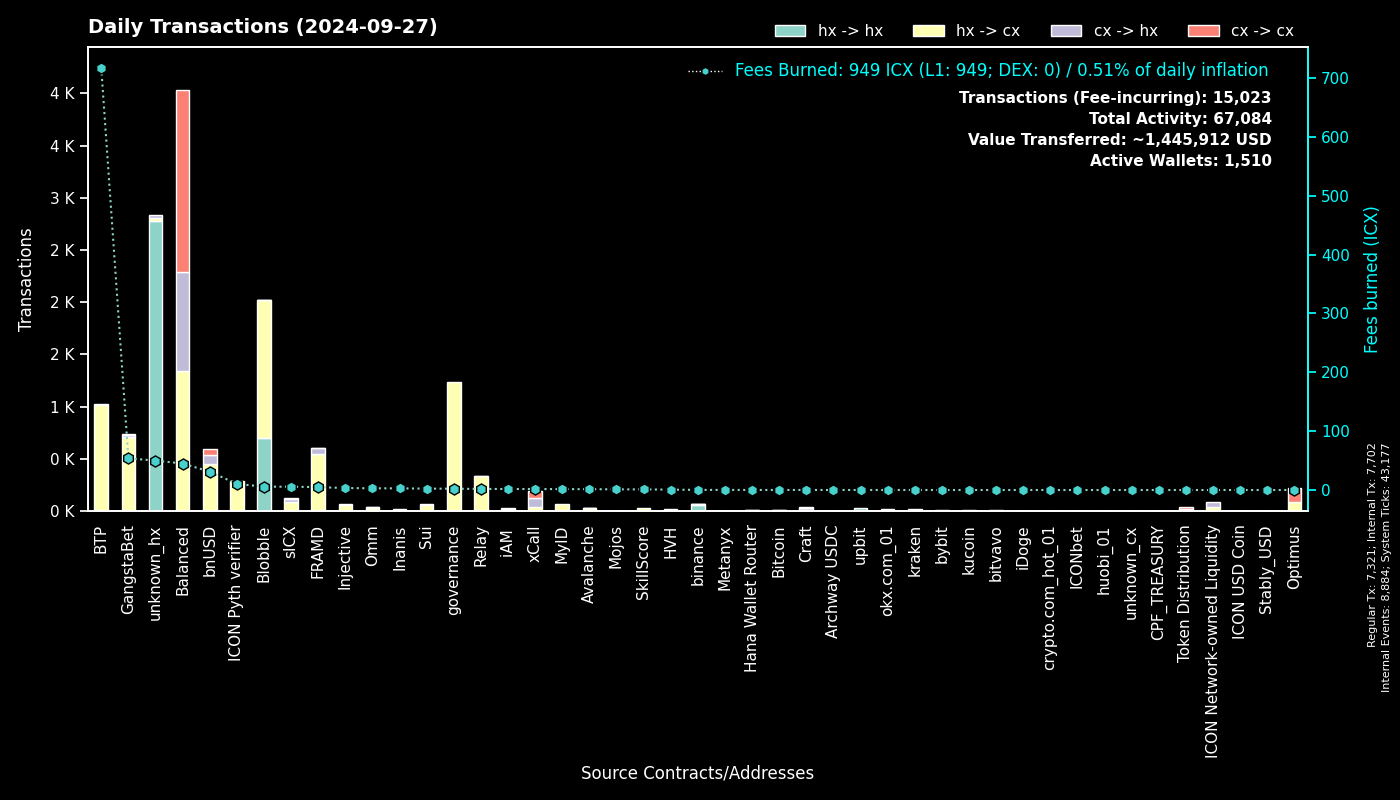 Daily Transactions (2024-09-27)
hx -> hx
hx -> cx
cx -> hx
cx -> cx
Fees Burned: 949 ICX (L1: 949; DEX: 0) / 0.51% of daily inflation
Transactions (Fee-incurring): 15,023
Total Activity: 67,084
Value Transferred: ~1,445,912 USD
Active Wallets: 1,510
Transactions
4 K
4 K
3 K
2 K
2 K
2 K
1 K
0 K
0 K
700
600
500
400
300
200
100
0
Fees burned (ICX)
Regular Tx: 7,321; Internal Tx: 7,702
Internal Events: 8,884; System Ticks: 43,177
BTP
GangstaBet
unknown_hx
Balanced
bnUSD
ICON Pyth verifier
Blobble
sICX
FRAMD
Injective
Omm
Inanis
Sui
governance
Relay
iAM
xCall
MyID
Avalanche
Mojos
SkillScore
HVH
binance
Metanyx
Hana Wallet Router
Bitcoin
Craft
Archway USDC
upbit
okx.com_01
kraken
bybit
kucoin
bitvavo
iDoge
crypto.com_hot_01
ICONbet
huobi_01
unknown_cx
CPF_TREASURY
Token Distribution
ICON Network-owned Liquidity
ICON USD Coin
Stably_USD
Optimus
Source Contracts/Addresses